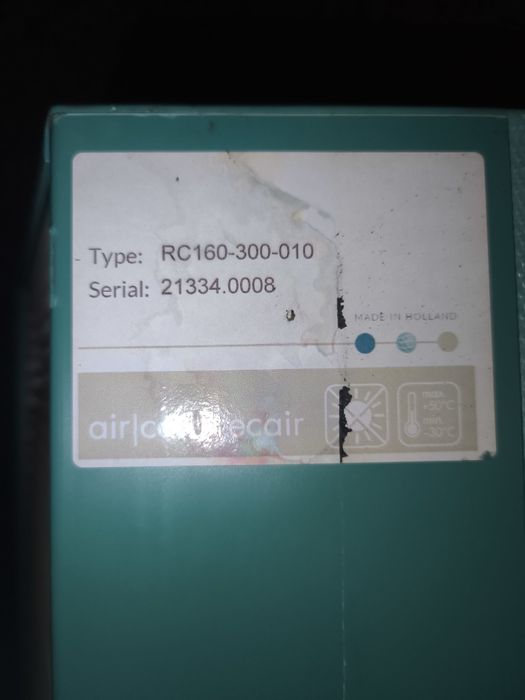 Type: RC160-300-010
Serial: 21334.0008
MADE IN HOLLAND
max.
+50°C
min.
-30°C